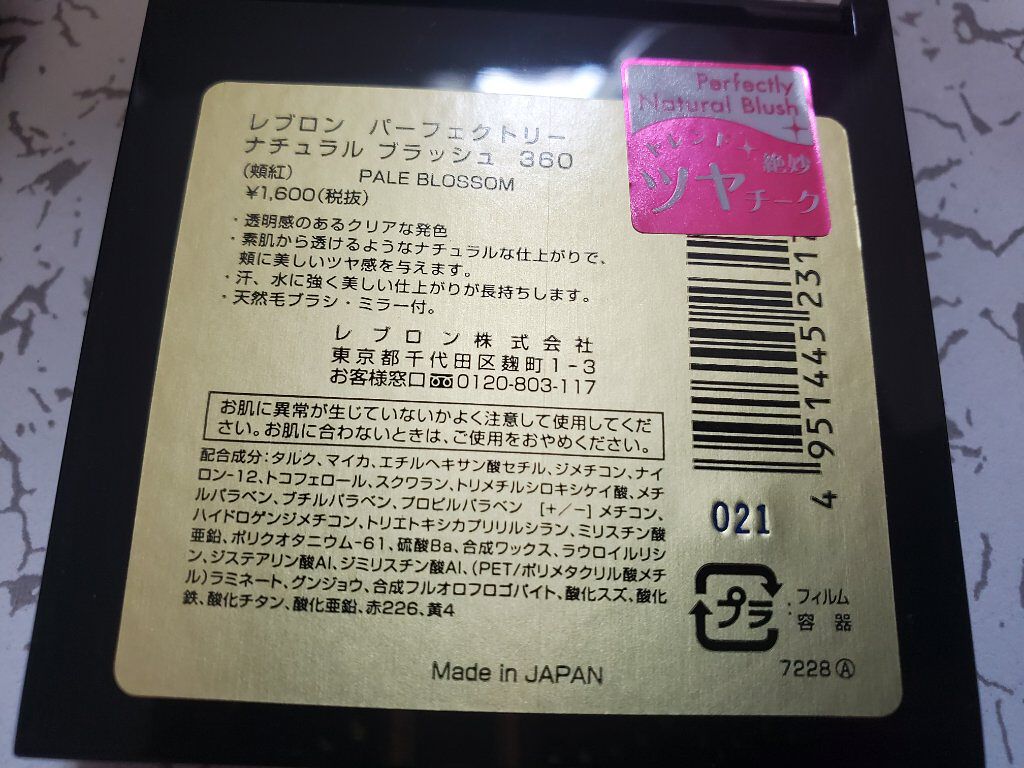 レブロン パーフェクトリー
ナチュラル ブラッシュ 360
(頬紅) PALE BLOSSOM
¥1,600(税抜)
・透明感のあるクリアな発色
・素肌から透けるようなナチュラルな仕上がりで、
頬に美しいツヤ感を与えます。
・汗、水に強く美しい仕上がりが長持ちします。
・天然毛ブラシ・ミラー付。
レブロン株式会社
東京都千代田区麹町1-3
お客様窓口 0120-803-117
お肌に異常が生じていないかよく注意して使用してくだ
さい。お肌に合わないときは、ご使用をおやめください。
配合成分:タルク、マイカ、エチルヘキサン酸セチル、ジメチコン、ナイ
ロン-12、トコフェロール、スクワラン、トリメチルシロキシケイ酸、メチ
ルパラベン、ブチルパラベン、プロピルパラベン [+/−] メチコン、
ハイドロゲンジメチコン、トリエトキシカプリリルシラン、ミリスチン酸
亜鉛、ポリクオタニウム-61、硫酸Ba、合成ワックス、ラウロイルリシ
ン、ジステアリン酸Al、ジミリスチン酸Al、(PET/ポリメタクリル酸メチ
ル)ラミネート、グンジョウ、合成フルオロフロゴパイト、酸化スズ、酸化
鉄、酸化チタン、酸化亜鉛、赤226、黄4
Made in JAPAN
Perfectly
Natural Blush
トレンド
絶妙
ツヤチーク
4 951445 231
021
プラ
:フィルム
容器
7228Ⓐ